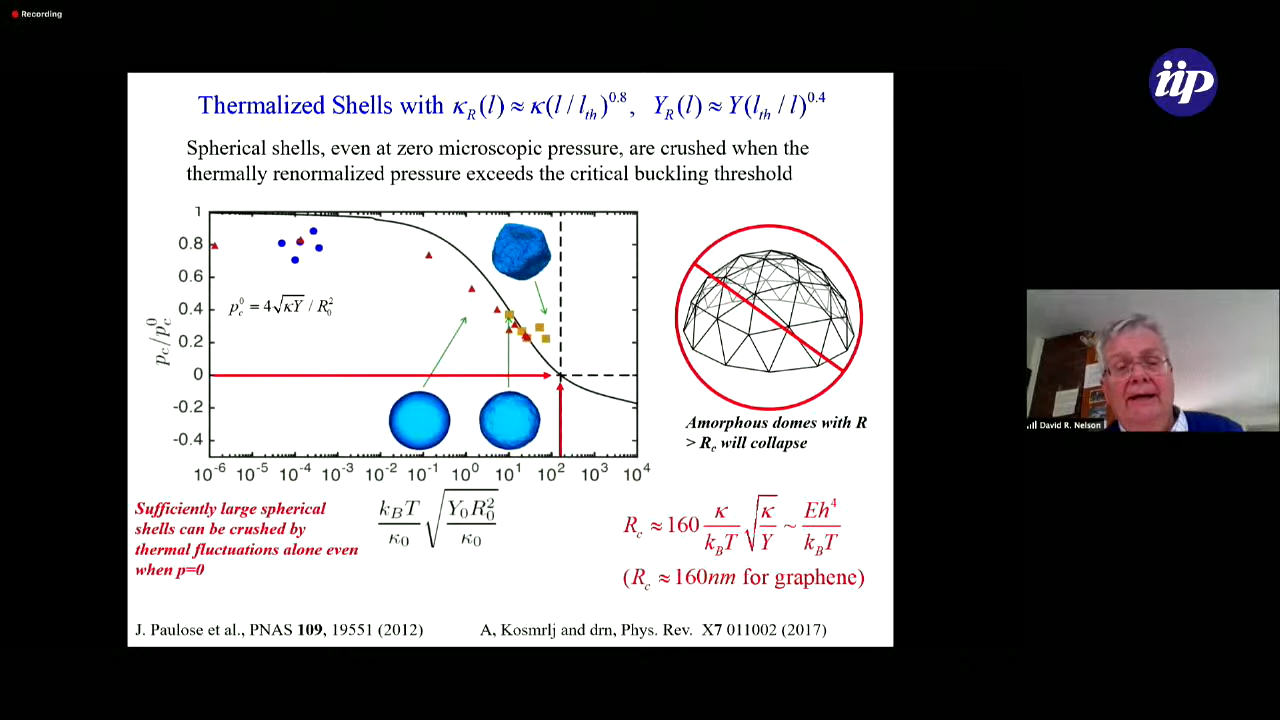 Recording
iip
Thermalized Shells with κ_R(l) ≈ κ(l / l_th)^0.8, Y_R(l) ≈ Y(l_th / l)^0.4
Spherical shells, even at zero microscopic pressure, are crushed when the
thermally renormalized pressure exceeds the critical buckling threshold
1
0.8
0.6
0.4
0.2
0
-0.2
-0.4
p_c/p_c^0
p_c^0 = 4√(κY) / R_0^2
10^-6 10^-5 10^-4 10^-3 10^-2 10^-1 10^0 10^1 10^2 10^3 10^4
k_BT/κ_0 √(Y_0R_0^2/κ_0)
Amorphous domes with R
> R_c will collapse
David R. Nelson
Sufficiently large spherical
shells can be crushed by
thermal fluctuations alone even
when p=0
R_c ≈ 160 κ/k_BT √(κ/Y) ~ Eh^4/k_BT
(R_c ≈ 160nm for graphene)
J. Paulose et al., PNAS 109, 19551 (2012) A, Kosmrlj and drn, Phys. Rev. X7 011002 (2017)